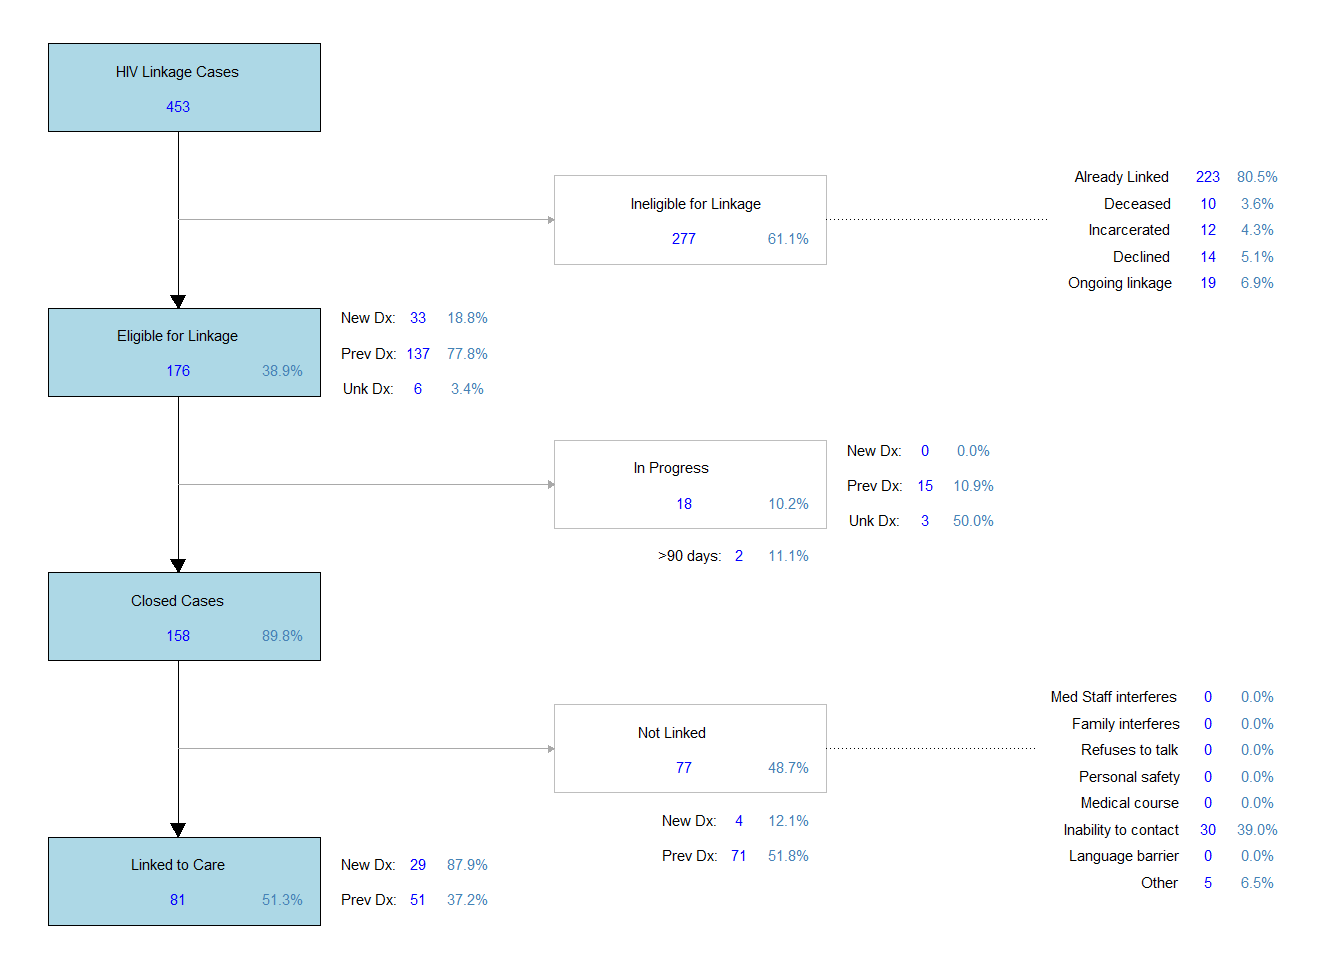 HIV Linkage Cases
453
Already Linked 223 80.5%
Deceased 10 3.6%
Incarcerated 12 4.3%
Declined 14 5.1%
Ongoing linkage 19 6.9%
Ineligible for Linkage
277 61.1%
Eligible for Linkage
176 38.9%
New Dx: 33 18.8%
Prev Dx: 137 77.8%
Unk Dx: 6 3.4%
In Progress
18 10.2%
>90 days: 2 11.1%
New Dx: 0 0.0%
Prev Dx: 15 10.9%
Unk Dx: 3 50.0%
Closed Cases
158 89.8%
Not Linked
77 48.7%
New Dx: 4 12.1%
Prev Dx: 71 51.8%
Med Staff interferes 0 0.0%
Family interferes 0 0.0%
Refuses to talk 0 0.0%
Personal safety 0 0.0%
Medical course 0 0.0%
Inability to contact 30 39.0%
Language barrier 0 0.0%
Other 5 6.5%
Linked to Care
81 51.3%
New Dx: 29 87.9%
Prev Dx: 51 37.2%